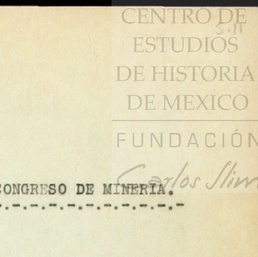 CENTRO DE
ESTUDIOS
DE HISTORIA
DE MEXICO
FUNDACIÓN
Carlos Slim
CONGRESO DE MINERIA.
-.-.-.-.-.-.-.-.-.-.-